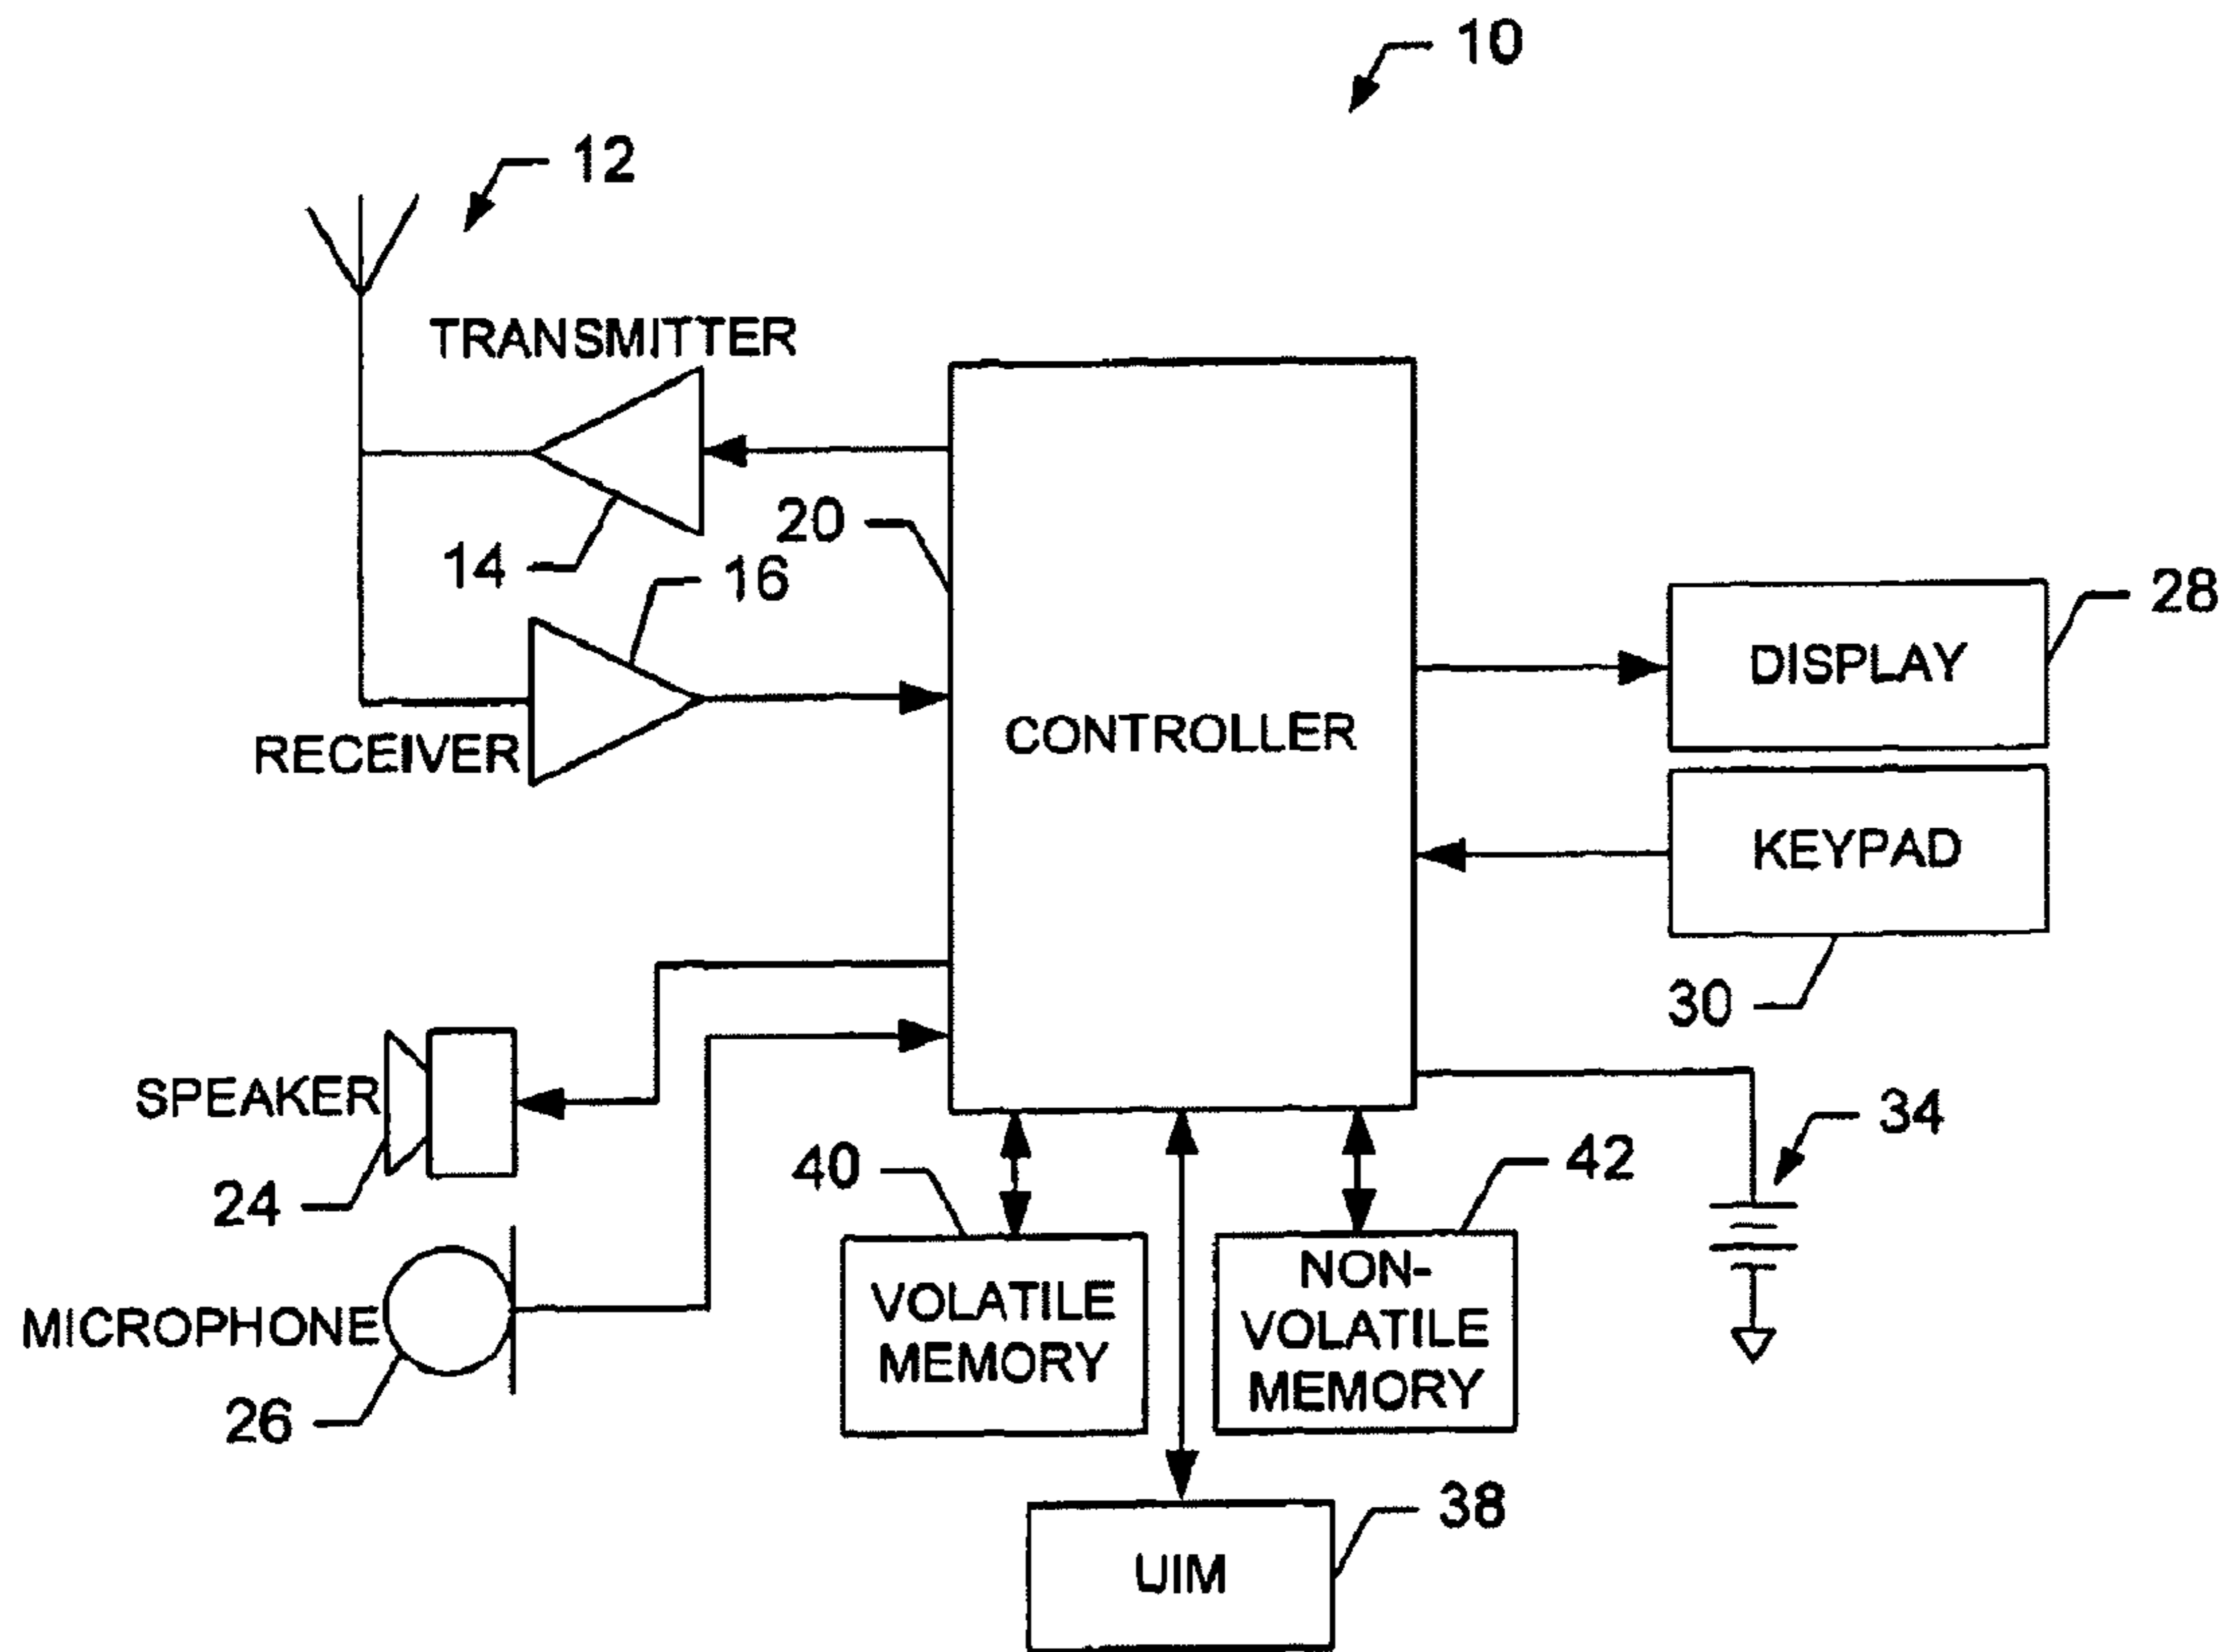 10
12
TRANSMITTER
14
16
20
RECEIVER
CONTROLLER
DISPLAY
28
KEYPAD
30
SPEAKER
24
MICROPHONE
26
40
VOLATILE
MEMORY
42
NON-
VOLATILE
MEMORY
34
UIM
38